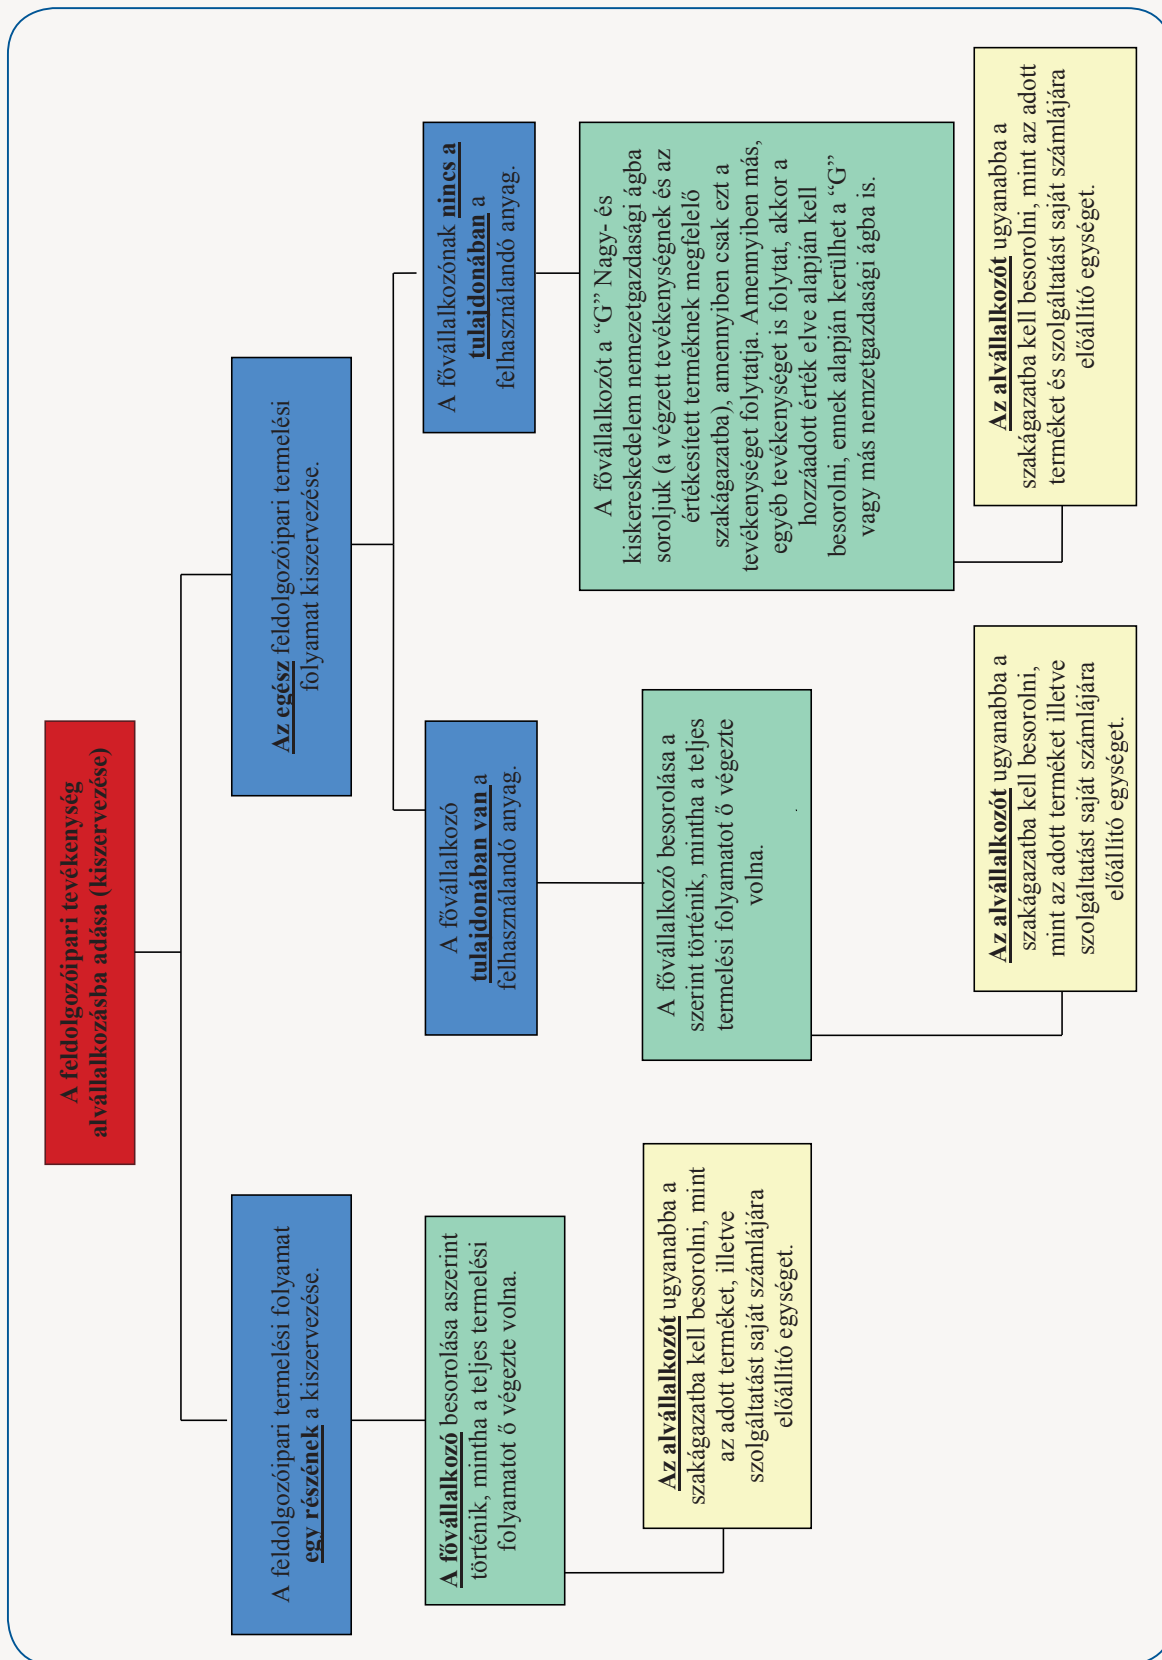 A feldolgozóipari tevékenység
alvállalkozásba adása (kiszervezése)
A feldolgozóipari termelési folyamat
egy részének a kiszervezése.
A fővállalkozó besorolása aszerint
történik, mintha a teljes termelési
folyamatot ő végezte volna.
Az alvállalkozót ugyanabba a
szakágazatba kell besorolni, mint
az adott terméket, illetve
szolgáltatást saját számlájára
előállító egységet.
Az egész feldolgozóipari termelési
folyamat kiszervezése.
A fővállalkozó
tulajdonában van a
felhasználandó anyag.
A fővállalkozó besorolása a
szerint történik, mintha a teljes
termelési folyamatot ő végezte
volna.
Az alvállalkozót ugyanabba a
szakágazatba kell besorolni,
mint az adott terméket illetve
szolgáltatást saját számlájára
előállító egységet.
A fővállalkozónak nincs a
tulajdonában a
felhasználandó anyag.
A fővállalkozót a “G” Nagy- és
kiskereskedelem nemezetgazdasági ágba
soroljuk (a végzett tevékenységnek és az
értékesített terméknek megfelelő
szakágazatba), amennyiben csak ezt a
tevékenységet folytatja. Amennyiben más,
egyéb tevékenységet is folytat, akkor a
hozzáadott érték elve alapján kell
besorolni, ennek alapján kerülhet a “G”
vagy más nemzetgazdasági ágba is.
Az alvállalkozót ugyanabba a
szakágazatba kell besorolni, mint az adott
terméket és szolgáltatást saját számlájára
előállító egységet.